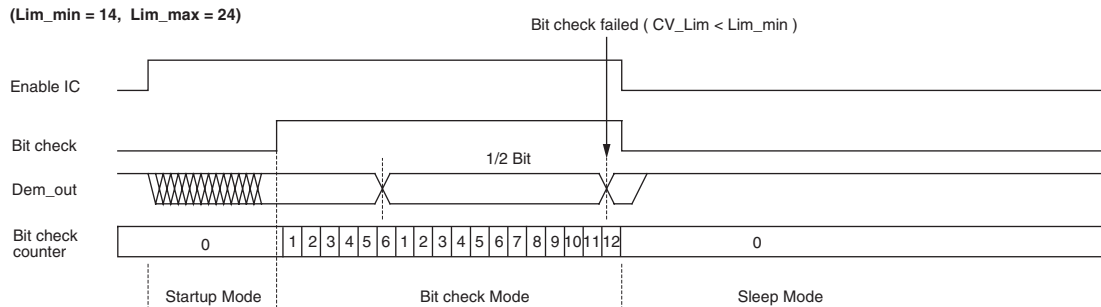 (Lim_min = 14, Lim_max = 24)
Bit check failed ( CV_Lim < Lim_min )
Enable IC
Bit check
1/2 Bit
Dem_out
Bit check
counter
0 1 2 3 4 5 6 1 2 3 4 5 6 7 8 9 10 11 12 0
Startup Mode Bit check Mode Sleep Mode